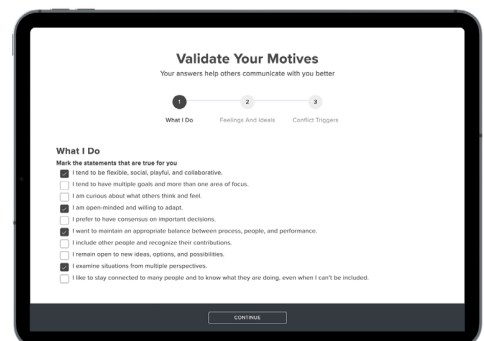 Validate Your Motives
Your answers help others communicate with you better
1 2 3
What I Do Feelings And Ideals Conflict Triggers
What I Do
Mark the statements that are true for you
I tend to be flexible, social, playful, and collaborative.
I tend to have multiple goals and more than one area of focus.
I am curious about what others think and feel.
I am open-minded and willing to adapt.
I prefer to have consensus on important decisions.
I want to maintain an appropriate balance between process, people, and performance.
I include other people and recognize their contributions.
I remain open to new ideas, options, and possibilities.
I examine situations from multiple perspectives.
I like to stay connected to many people and to know what they are doing, even when I can't be included.
CONTINUE